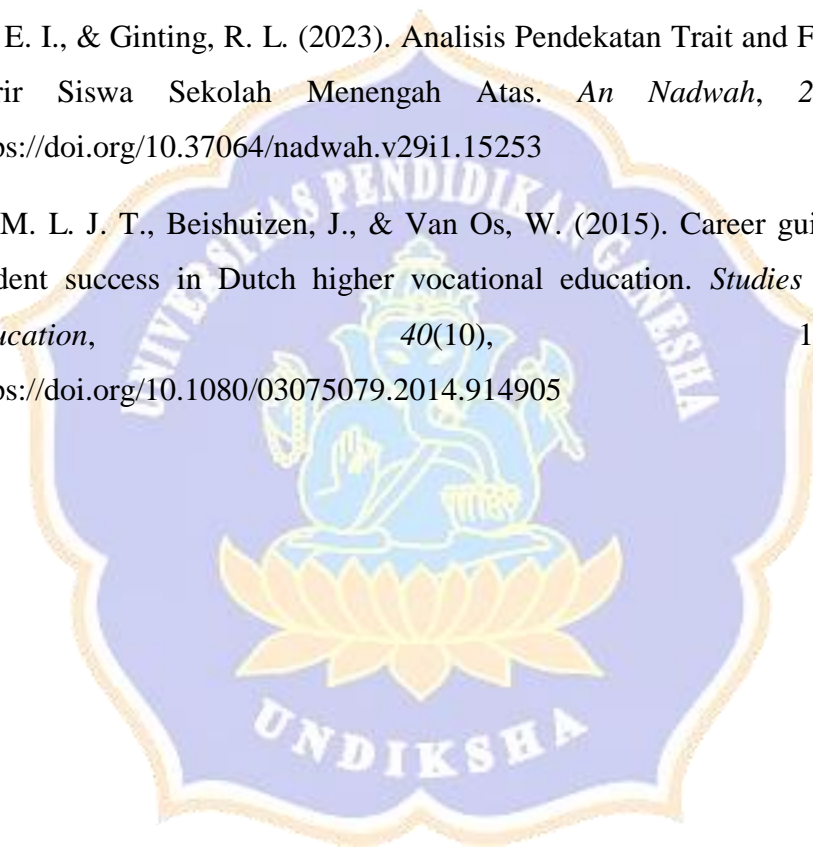 E. I., & Ginting, R. L. (2023). Analisis Pendekatan Trait and F
rir Siswa Sekolah Menengah Atas. An Nadwah, 2
ps://doi.org/10.37064/nadwah.v29i1.15253
M. L. J. T., Beishuizen, J., & Van Os, W. (2015). Career gui
dent success in Dutch higher vocational education. Studies
ucation, 40(10), 1
ps://doi.org/10.1080/03075079.2014.914905
UNIVERSITAS PENDIDIKAN GANESHA
UNDIKSHA